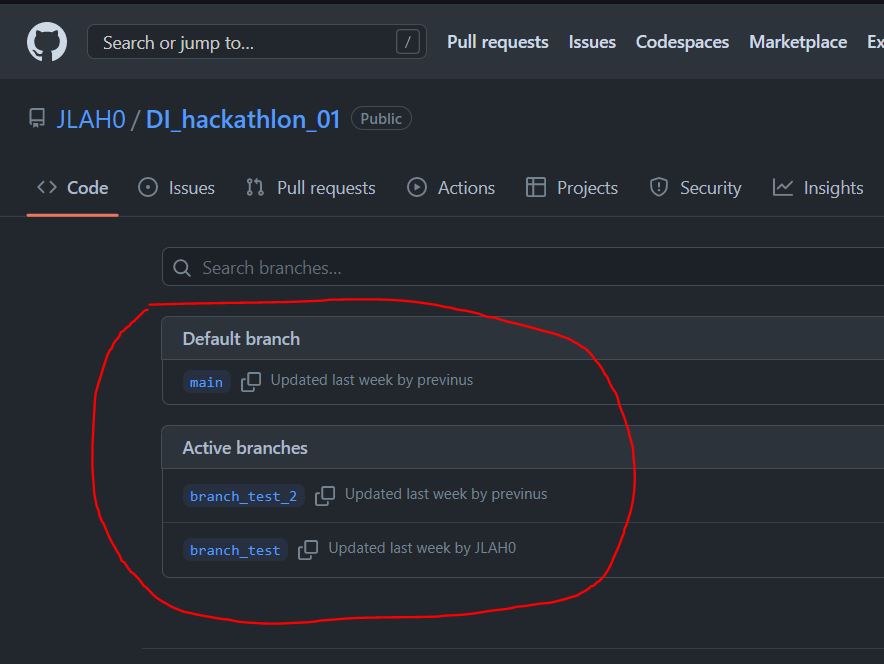 Search or jump to... / Pull requests Issues Codespaces Marketplace Ex
JLAH0 / DI_hackathlon_01 Public
Code Issues Pull requests Actions Projects Security Insights
Search branches...
Default branch
main Updated last week by previnus
Active branches
branch_test_2 Updated last week by previnus
branch_test Updated last week by JLAH0